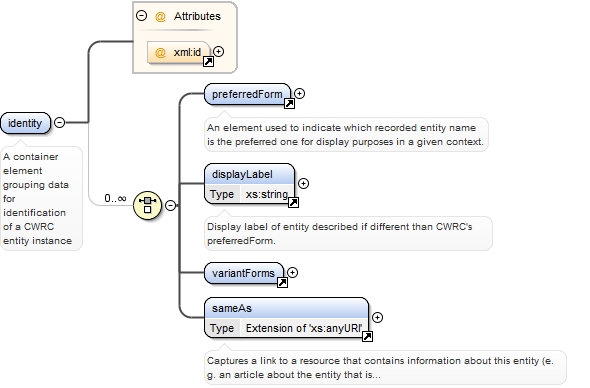 @ Attributes
@ xml:id
identity
A container
element
grouping data
for
identification
of a CWRC
entity instance
0..∞
preferredForm
An element used to indicate which recorded entity name
is the preferred one for display purposes in a given context.
displayLabel
Type xs:string
Display label of entity described if different than CWRC's
preferredForm.
variantForms
sameAs
Type Extension of 'xs:anyURI'
Captures a link to a resource that contains information about this entity (e.
g. an article about the entity that is...